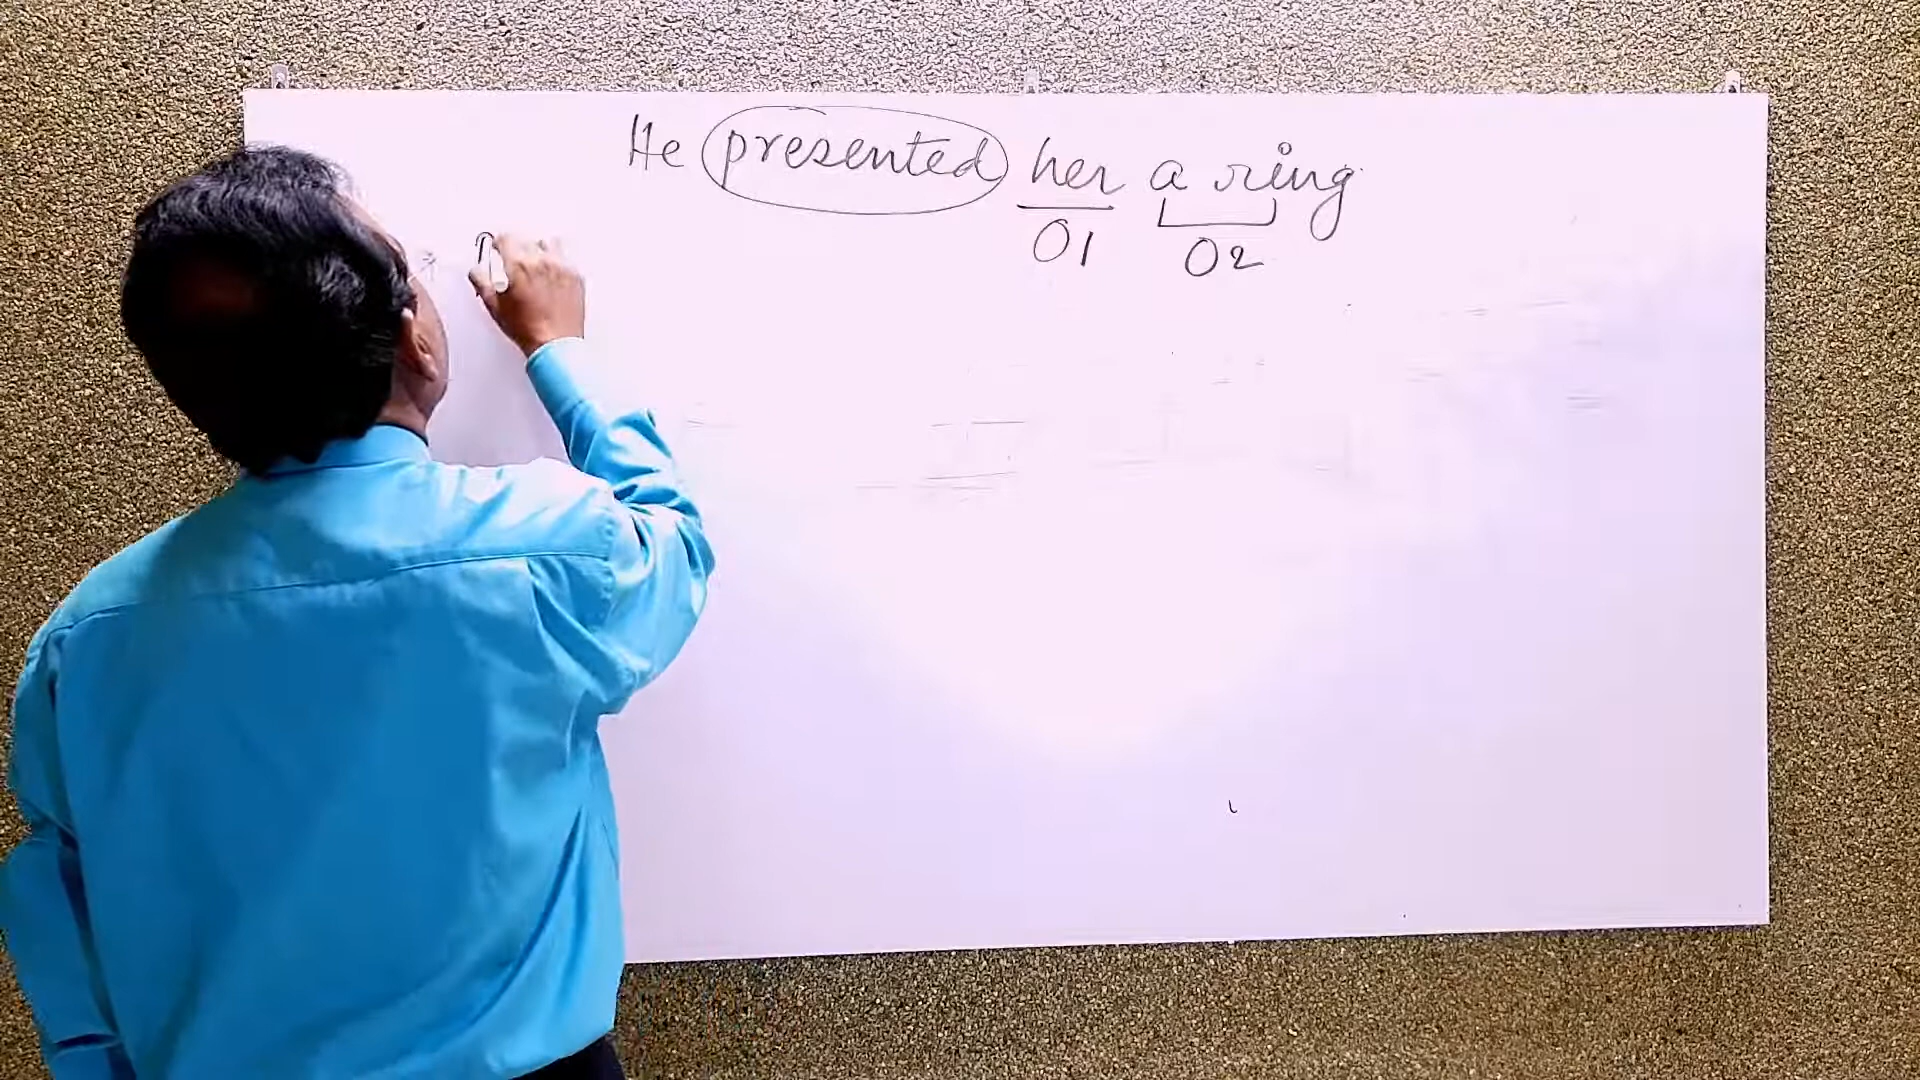 He presented her a ring
O1 O2